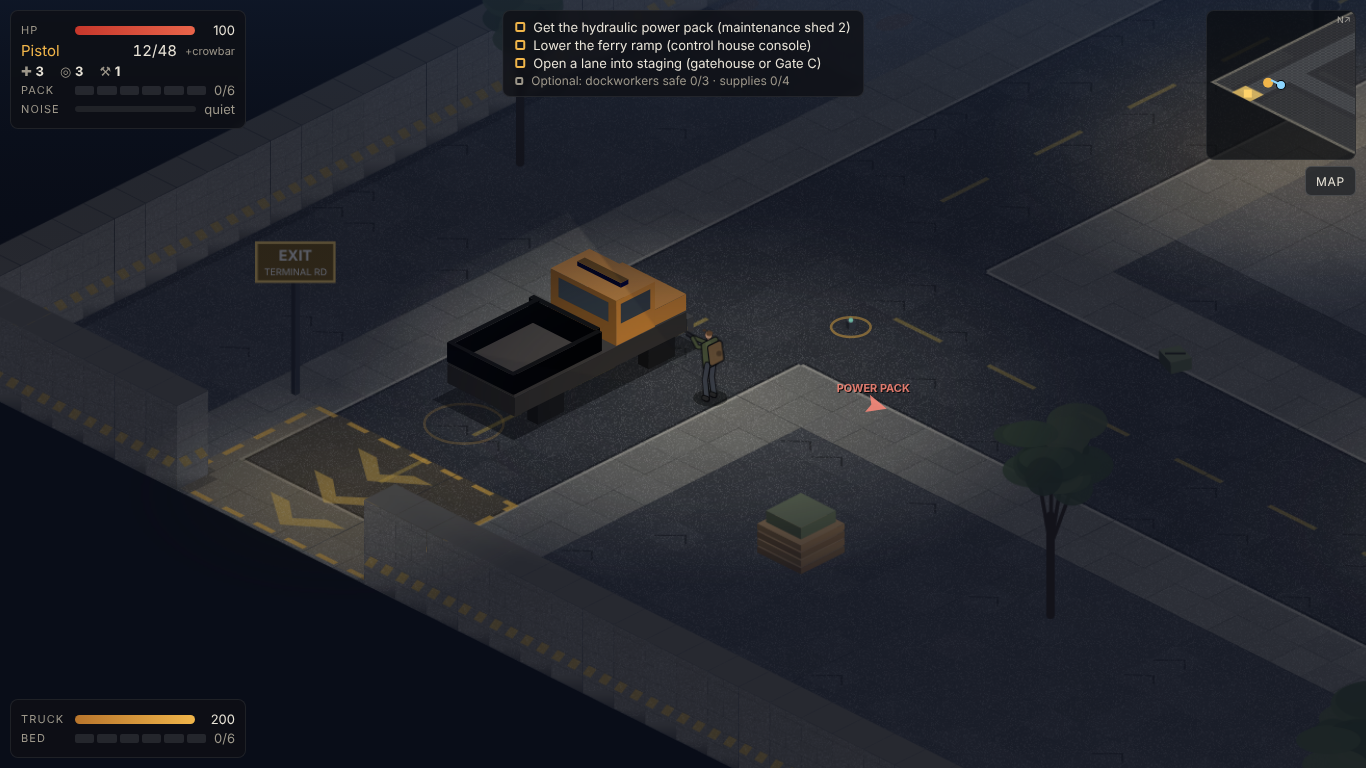 HP 100
Pistol 12/48 +crowbar
3 3 1
PACK 0/6
NOISE quiet
Get the hydraulic power pack (maintenance shed 2)
Lower the ferry ramp (control house console)
Open a lane into staging (gatehouse or Gate C)
Optional: dockworkers safe 0/3 · supplies 0/4
N↗
MAP
EXIT
TERMINAL RD
POWER PACK
TRUCK 200
BED 0/6